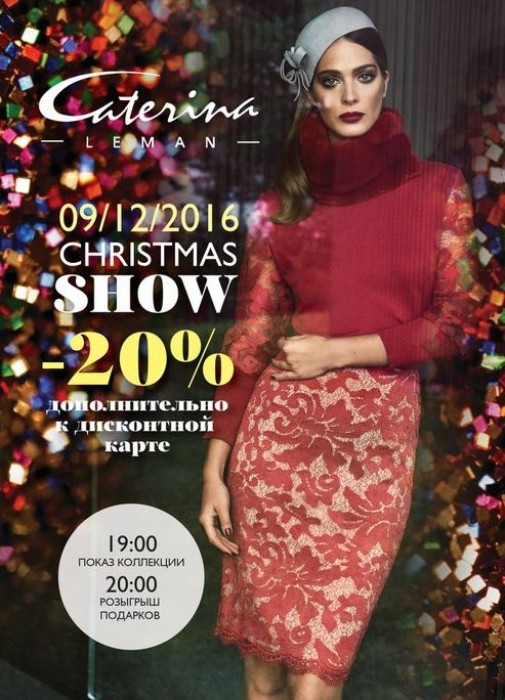 Caterina
LEMAN
09/12/2016
CHRISTMAS
SHOW
-20%
дополнительно
к дисконтной
карте
19:00
ПОКАЗ КОЛЛЕКЦИИ
20:00
РОЗЫГРЫШ
ПОДАРКОВ